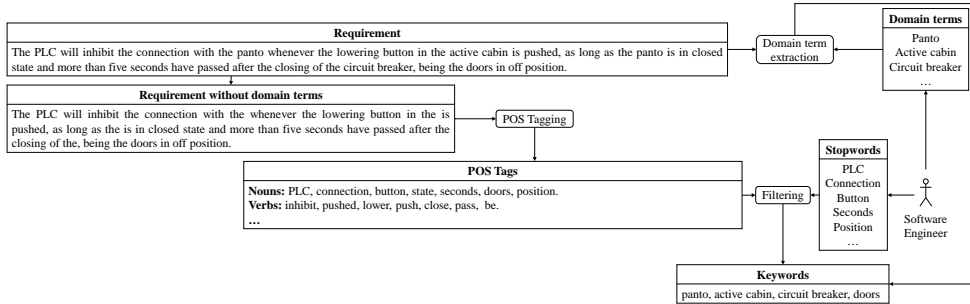 Requirement
The PLC will inhibit the connection with the panto whenever the lowering button in the active cabin is pushed, as long as the panto is in closed
state and more than five seconds have passed after the closing of the circuit breaker, being the doors in off position.
Domain term
extraction
Domain terms
Panto
Active cabin
Circuit breaker
...
Requirement without domain terms
The PLC will inhibit the connection with the whenever the lowering button in the is
pushed, as long as the is in closed state and more than five seconds have passed after the
closing of the, being the doors in off position.
POS Tagging
POS Tags
Nouns: PLC, connection, button, state, seconds, doors, position.
Verbs: inhibit, pushed, lower, push, close, pass, be.
...
Filtering
Stopwords
PLC
Connection
Button
Seconds
Position
...
Software
Engineer
Keywords
panto, active cabin, circuit breaker, doors